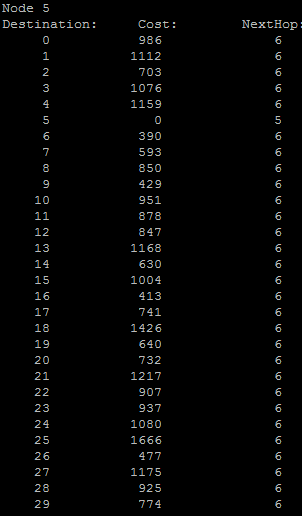 Node 5
Destination: Cost: NextHop:
0 986 6
1 1112 6
2 703 6
3 1076 6
4 1159 6
5 0 5
6 390 6
7 593 6
8 850 6
9 429 6
10 951 6
11 878 6
12 847 6
13 1168 6
14 630 6
15 1004 6
16 413 6
17 741 6
18 1426 6
19 640 6
20 732 6
21 1217 6
22 907 6
23 937 6
24 1080 6
25 1666 6
26 477 6
27 1175 6
28 925 6
29 774 6